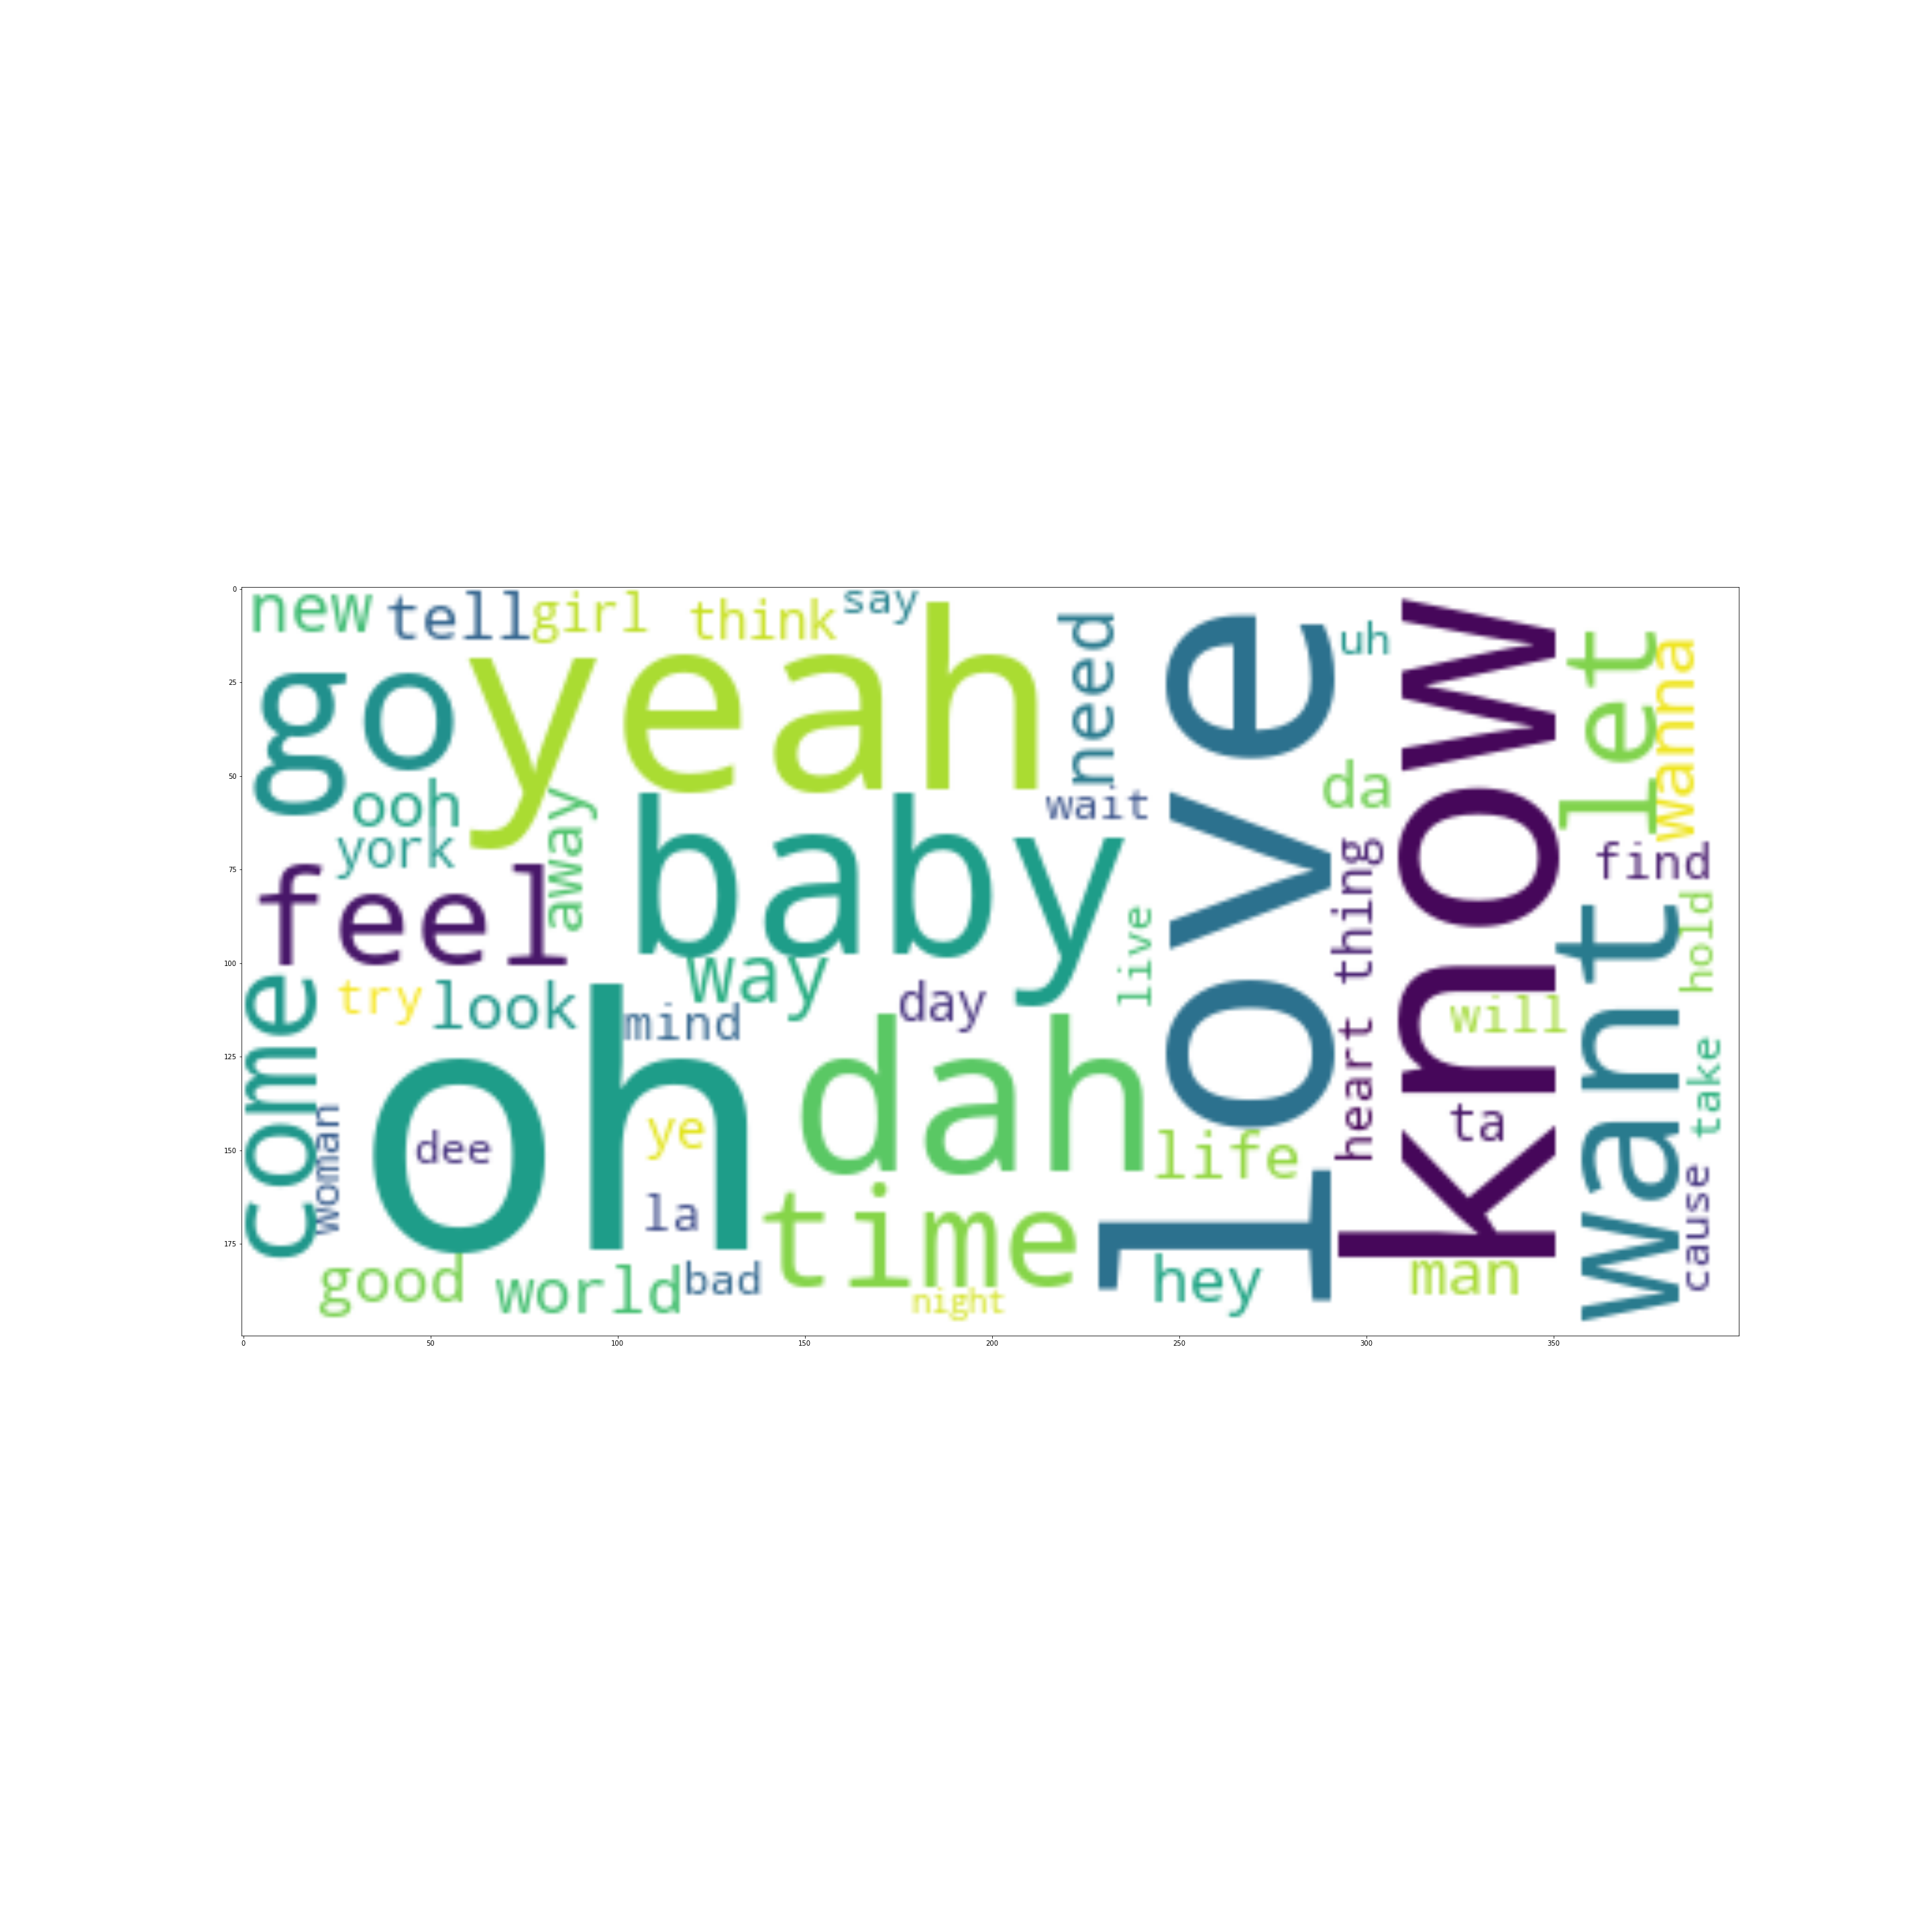 0
25
50
75
100
125
150
175
new tell girl think say
need
uh
go yeah
love
know
let
wanna
ooh
away
wait
da
york
baby
thing
find
feel
live
hold
want
come
try look
way
day
mind
will
oh
dah
heart
take
woman
dee
ye
ta
life
cause
la
time
good world bad
night
hey
man
0 50 100 150 200 250 300 350